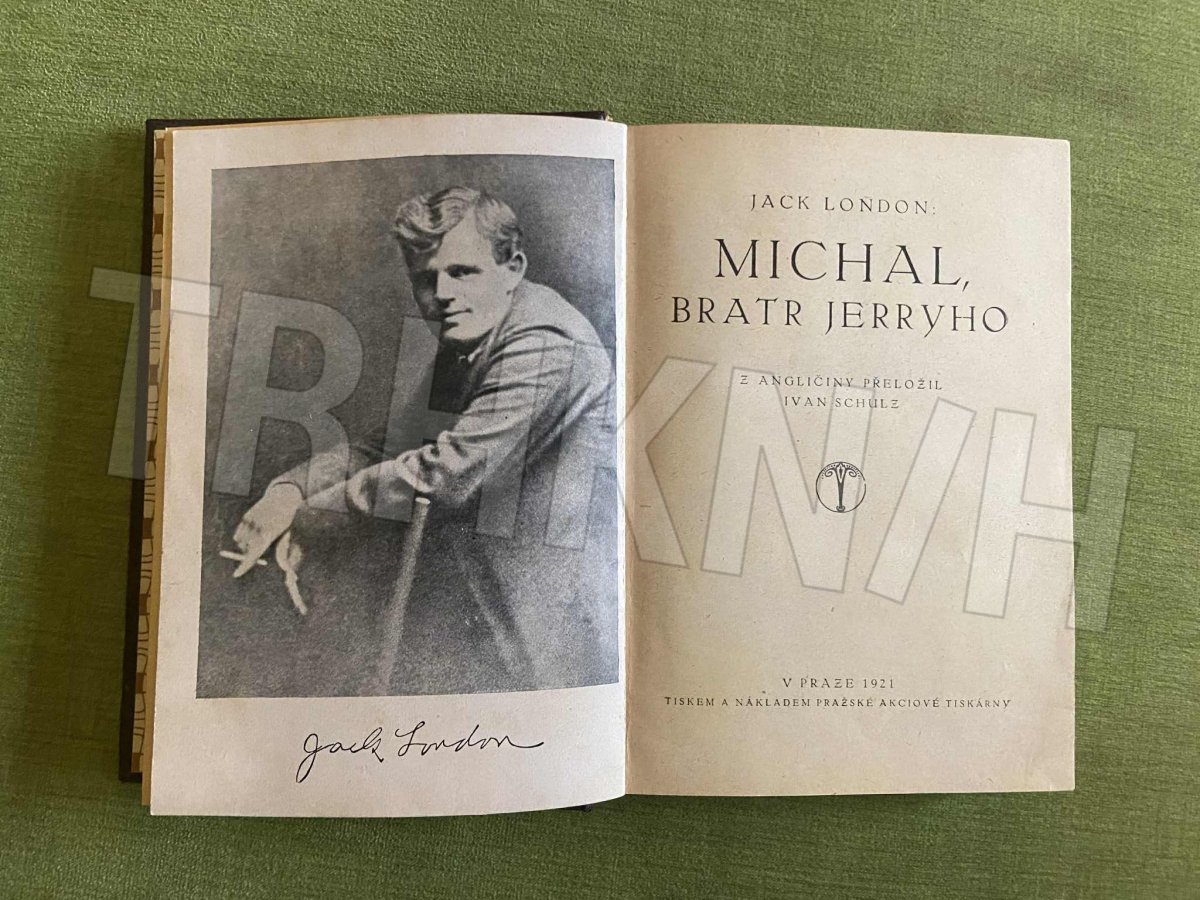 Jack London
JACK LONDON:
MICHAL,
BRATR JERRYHO
Z ANGLIČINY PŘELOŽIL
IVAN SCHULZ
V PRAZE 1921
TISKEM A NÁKLADEM PRAŽSKÉ AKCIOVÉ TISKÁRNY
TRHKNIH